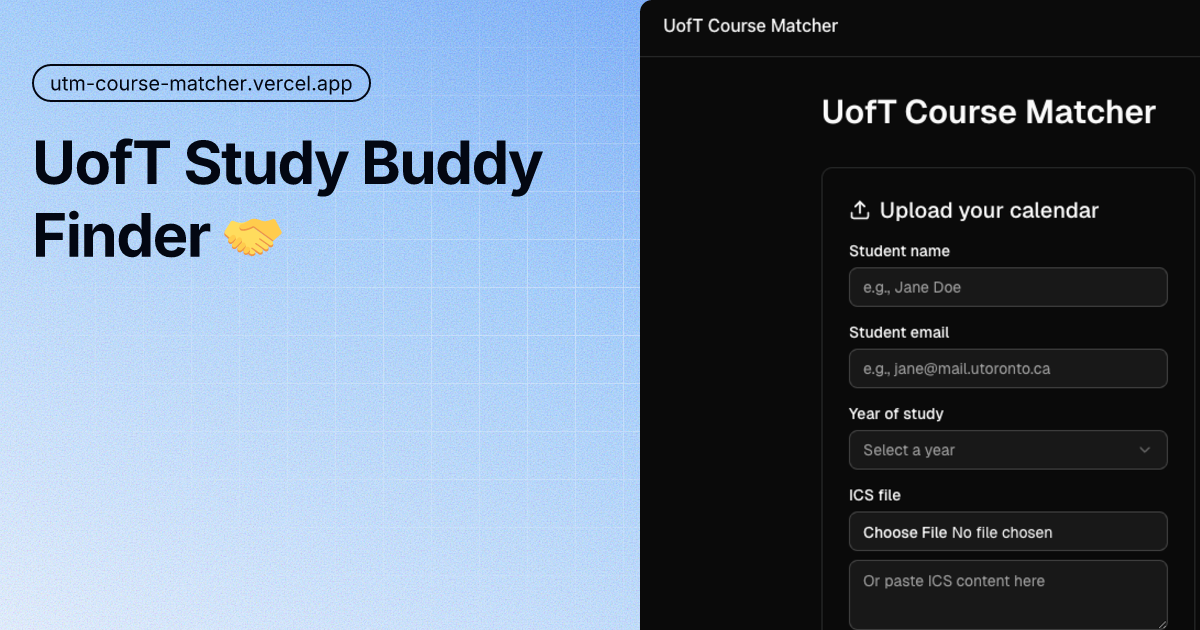 utm-course-matcher.vercel.app
UofT Study Buddy
Finder 🤝
UofT Course Matcher
UofT Course Matcher
Upload your calendar
Student name
e.g., Jane Doe
Student email
e.g., jane@mail.utoronto.ca
Year of study
Select a year
ICS file
Choose File No file chosen
Or paste ICS content here